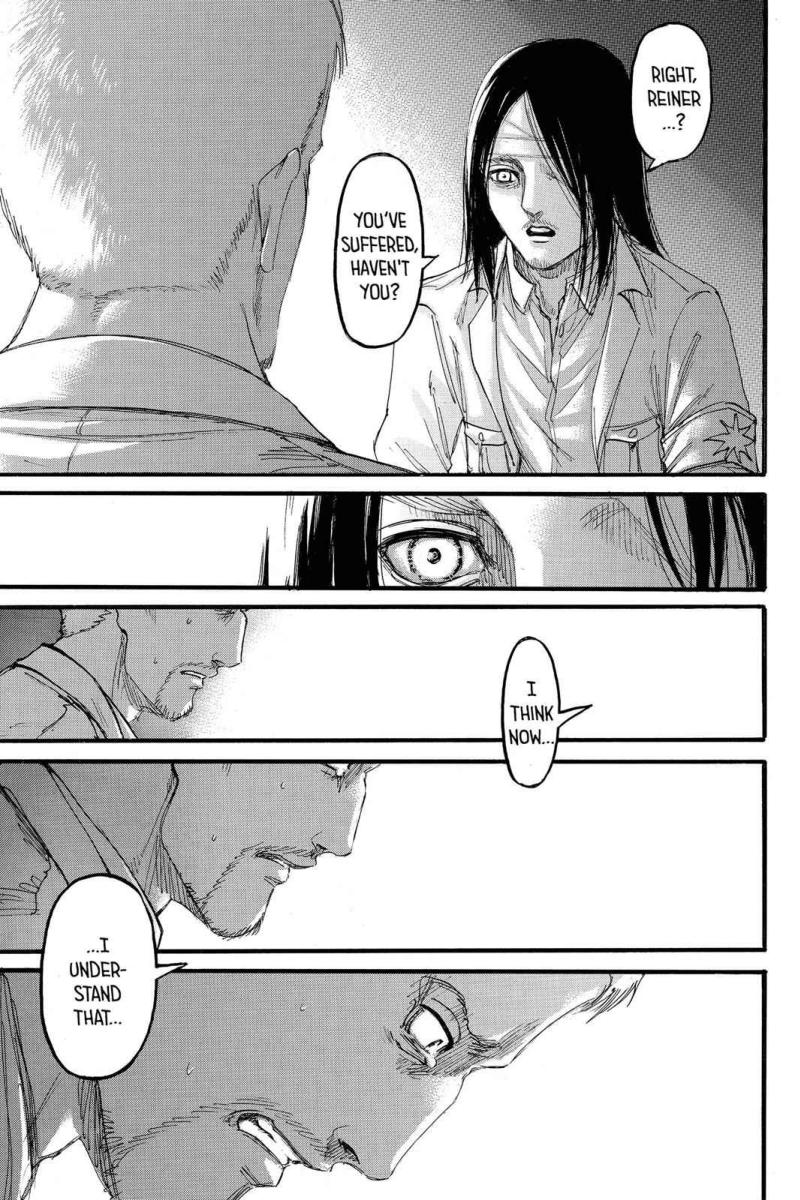 RIGHT,
REINER
...?
YOU'VE
SUFFERED,
HAVEN'T
YOU?
I
THINK
NOW...
...I
UNDER-
STAND
THAT...